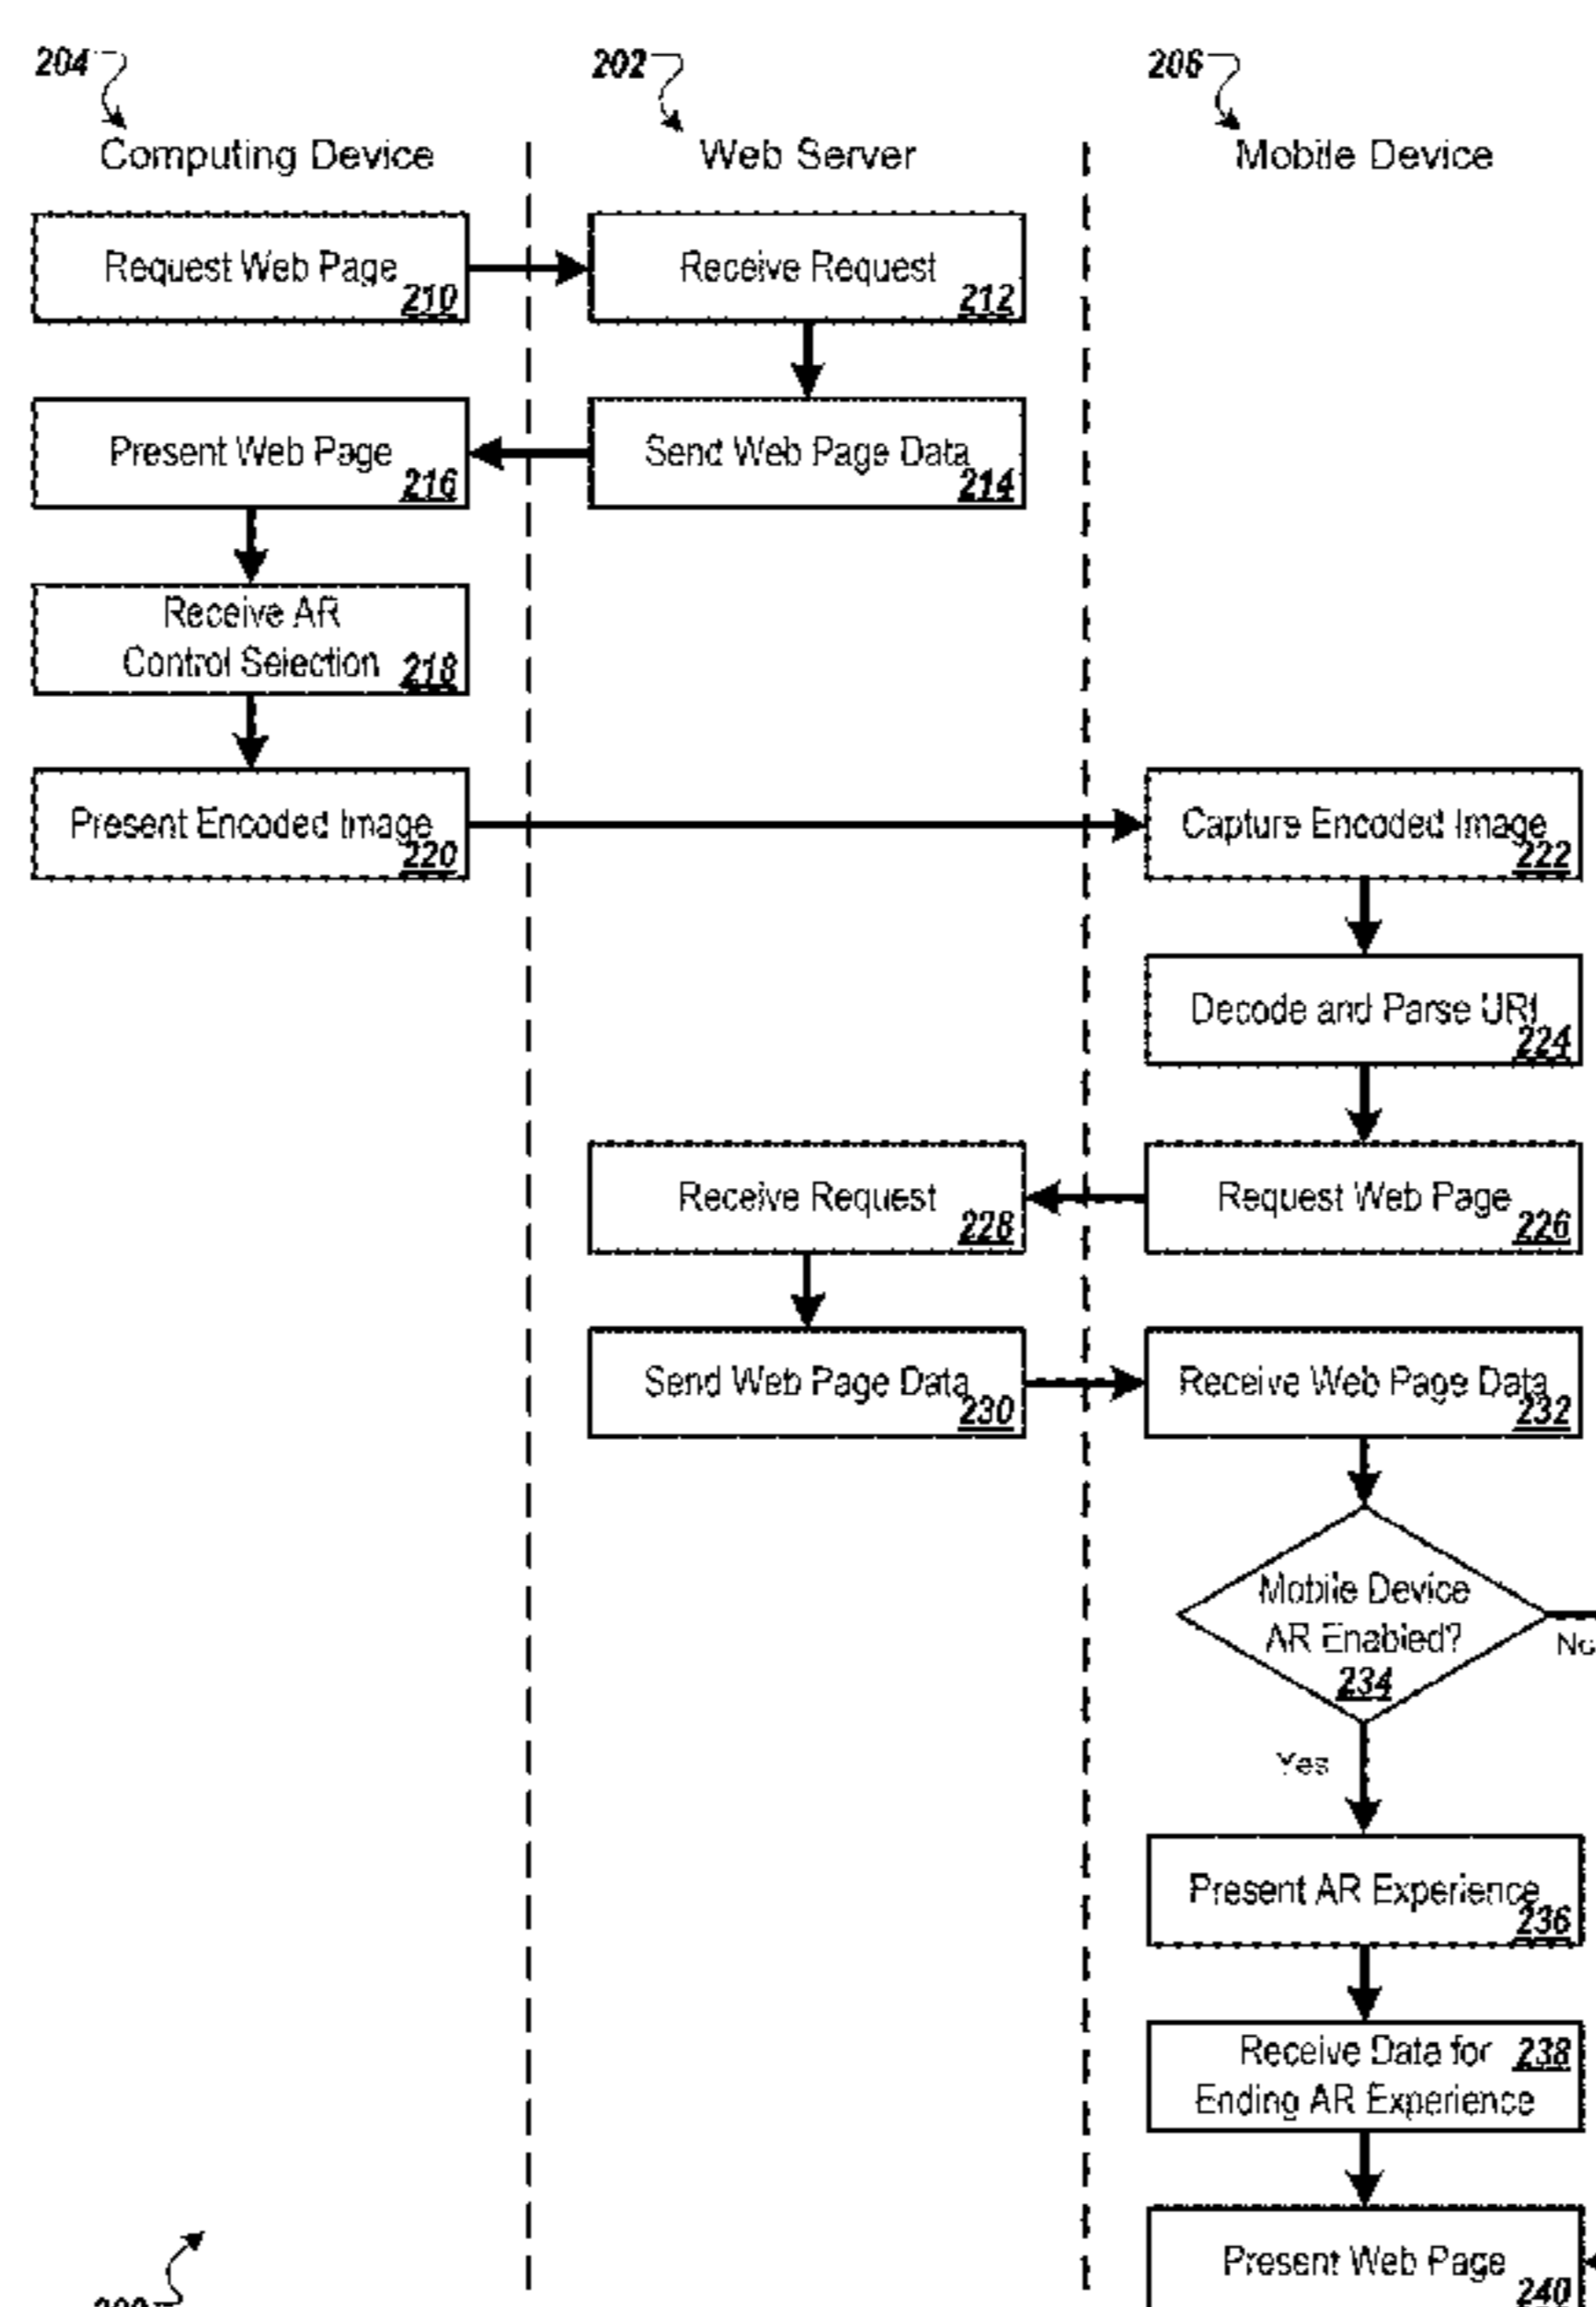 204
202
206
Computing Device
Web Server
Mobile Device
Request Web Page
210
Receive Request
212
Present Web Page
216
Send Web Page Data
214
Receive AR
Control Selection 218
Present Encoded Image
220
Capture Encoded Image
222
Decode and Parse URI
224
Receive Request
228
Request Web Page
226
Send Web Page Data
230
Receive Web Page Data
232
Mobile Device
AR Enabled?
234
No
Yes
Present AR Experience
236
Receive Data for 238
Ending AR Experience
Present Web Page
240